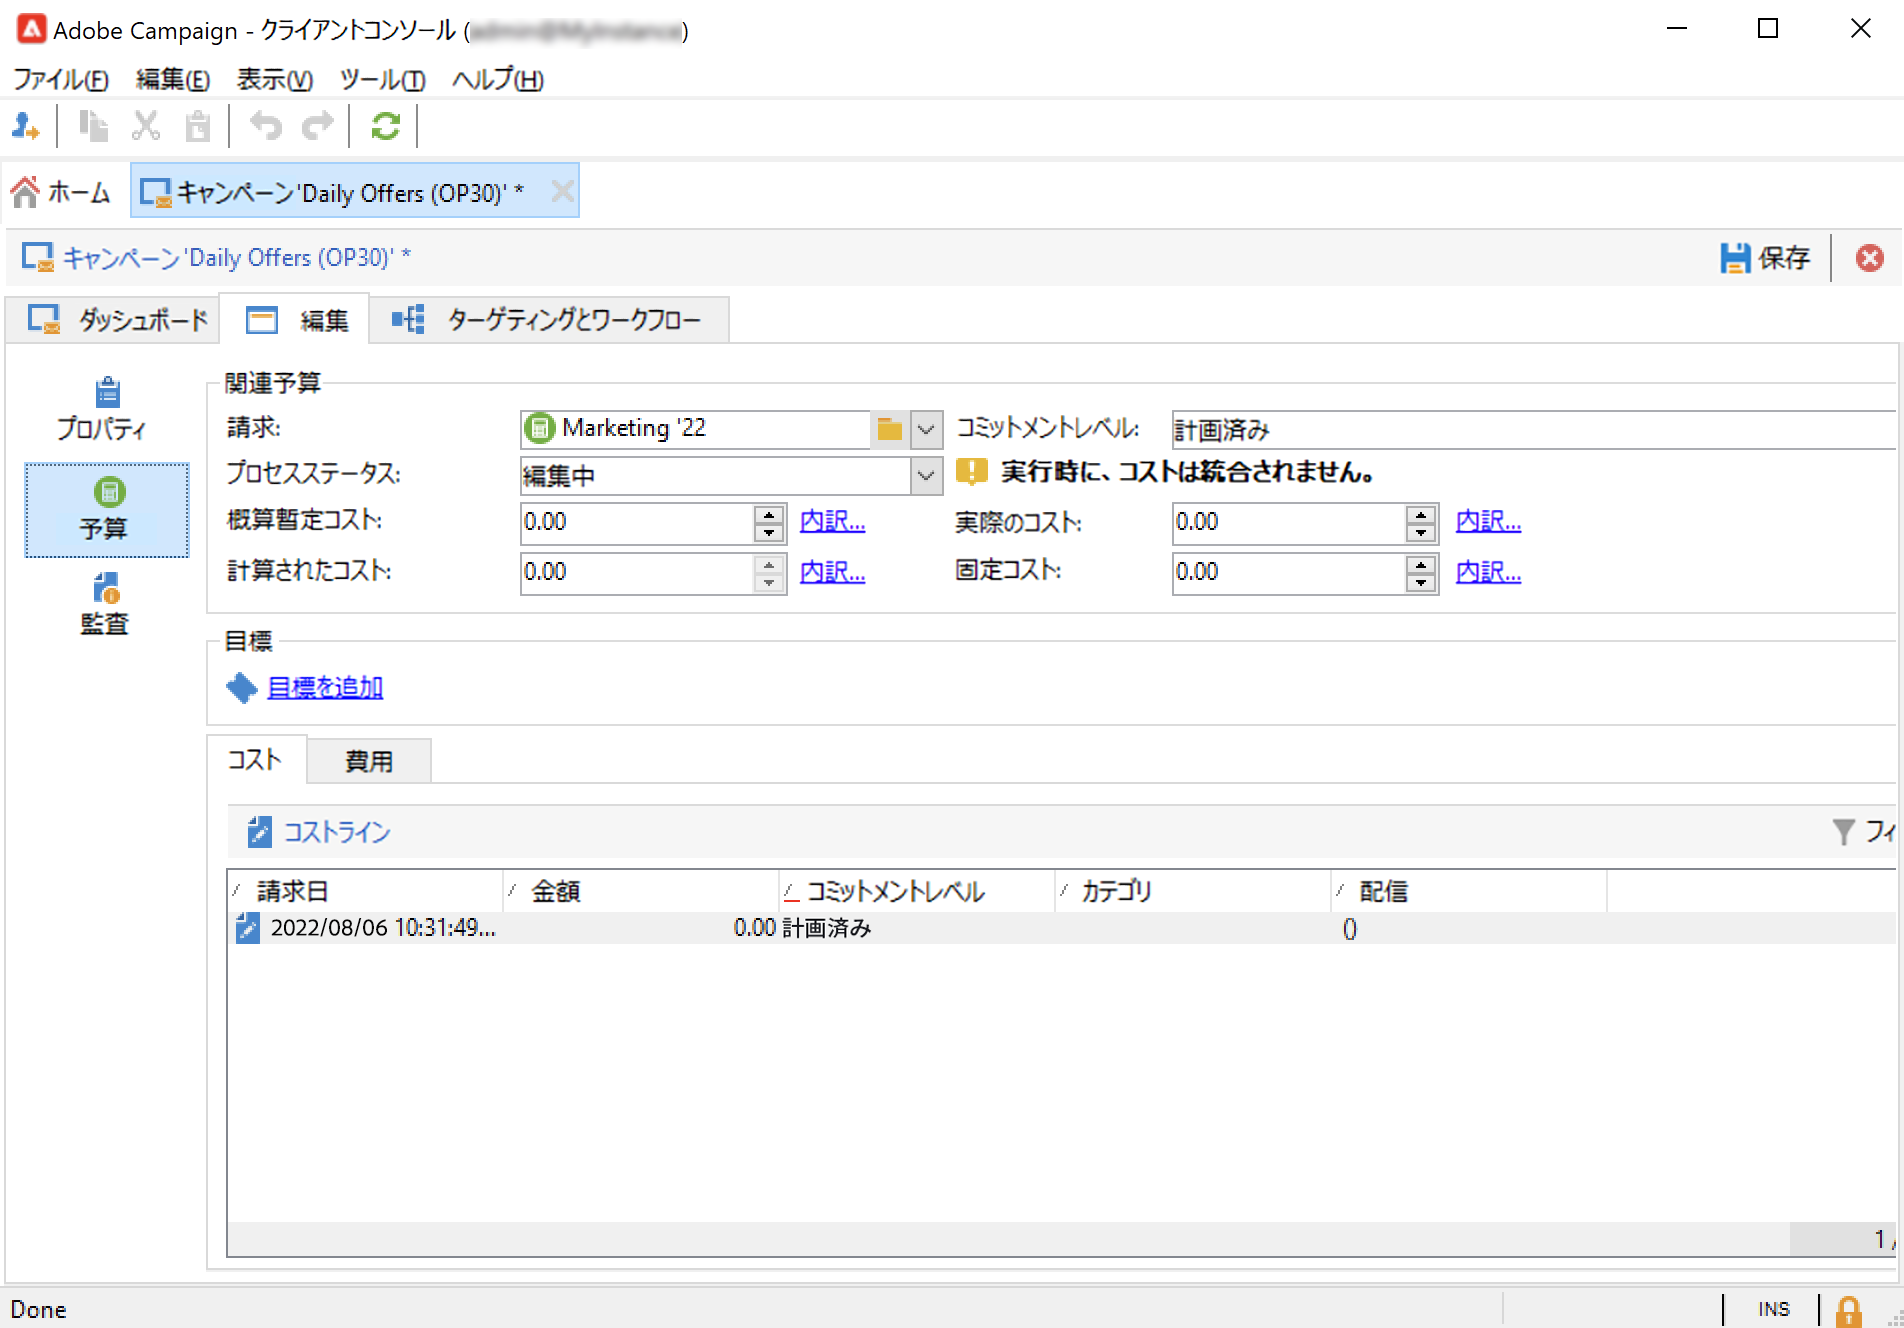 Adobe Campaign - クライアントコンソール ( )
ファイル(F) 編集(E) 表示(V) ツール(T) ヘルプ(H)
ホーム キャンペーン'Daily Offers (OP30)' *
キャンペーン'Daily Offers (OP30)' * 保存
ダッシュボード 編集 ターゲティングとワークフロー
プロパティ
予算
監査
関連予算
請求: Marketing '22 コミットメントレベル: 計画済み
プロセスステータス: 編集中 実行時に、コストは統合されません。
概算暫定コスト: 0.00 内訳... 実際のコスト: 0.00 内訳...
計算されたコスト: 0.00 内訳... 固定コスト: 0.00 内訳...
目標
目標を追加
コスト 費用
コストライン フィ
請求日 金額 コミットメントレベル カテゴリ 配信
2022/08/06 10:31:49... 0.00 計画済み ()
1 /
Done INS